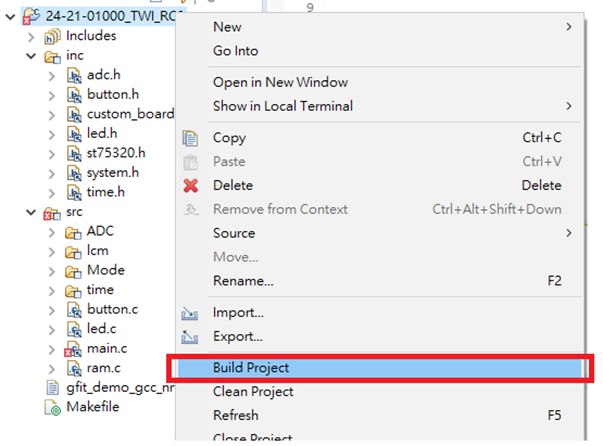 9
24-21-01000_TWI_RC
Includes
inc
adc.h
button.h
custom_board
led.h
st75320.h
system.h
time.h
src
ADC
lcm
Mode
time
button.c
led.c
main.c
ram.c
gfit_demo_gcc_nr
Makefile
New
Go Into
Open in New Window
Show in Local Terminal
Copy Ctrl+C
Paste Ctrl+V
Delete Delete
Remove from Context Ctrl+Alt+Shift+Down
Source
Move...
Rename... F2
Import...
Export...
Build Project
Clean Project
Refresh F5
Close Project